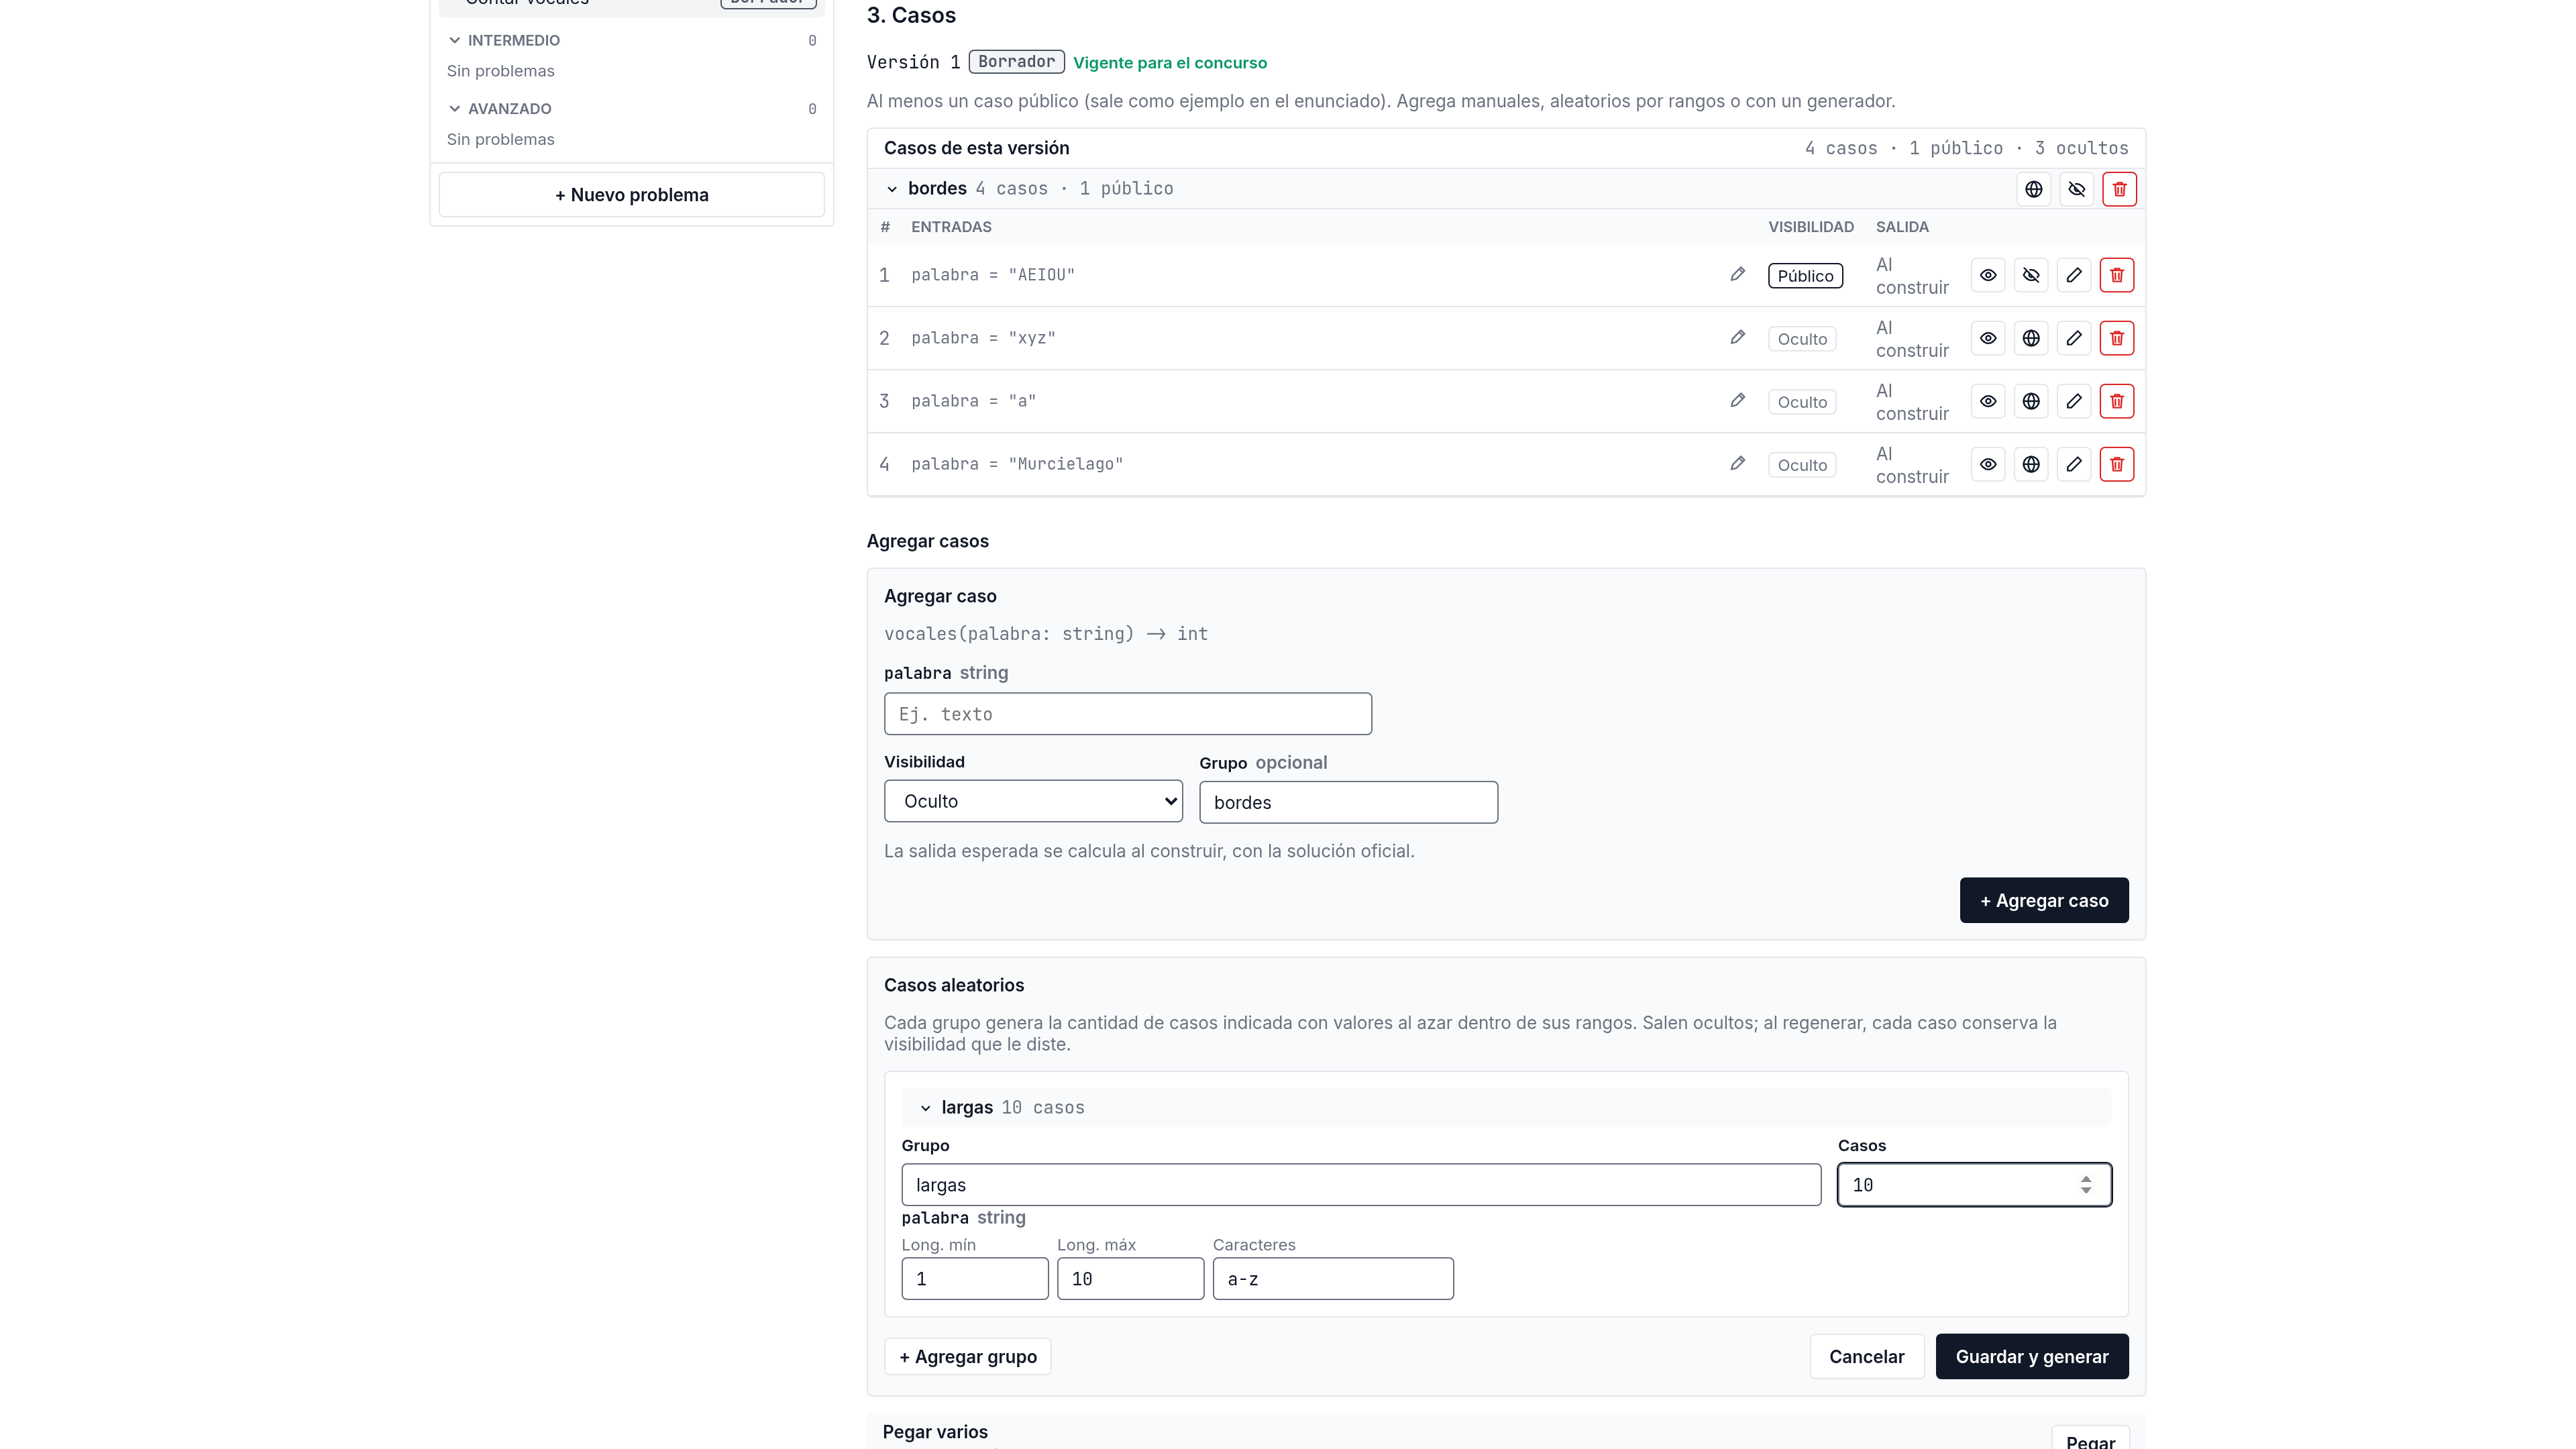 Contar vocales Borrador
INTERMEDIO 0
Sin problemas
AVANZADO 0
Sin problemas
+ Nuevo problema
3. Casos
Versión 1 Borrador Vigente para el concurso
Al menos un caso público (sale como ejemplo en el enunciado). Agrega manuales, aleatorios por rangos o con un generador.
Casos de esta versión 4 casos · 1 público · 3 ocultos
bordes 4 casos · 1 público
# ENTRADAS VISIBILIDAD SALIDA
1 palabra = "AEIOU" Público Al construir
2 palabra = "xyz" Oculto Al construir
3 palabra = "a" Oculto Al construir
4 palabra = "Murcielago" Oculto Al construir
Agregar casos
Agregar caso
vocales(palabra: string) → int
palabra string
Ej. texto
Visibilidad Grupo opcional
Oculto bordes
La salida esperada se calcula al construir, con la solución oficial.
+ Agregar caso
Casos aleatorios
Cada grupo genera la cantidad de casos indicada con valores al azar dentro de sus rangos. Salen ocultos; al regenerar, cada caso conserva la
visibilidad que le diste.
largas 10 casos
Grupo Casos
largas 10
palabra string
Long. mín Long. máx Caracteres
1 10 a-z
+ Agregar grupo Cancelar Guardar y generar
Pegar varios Pegar